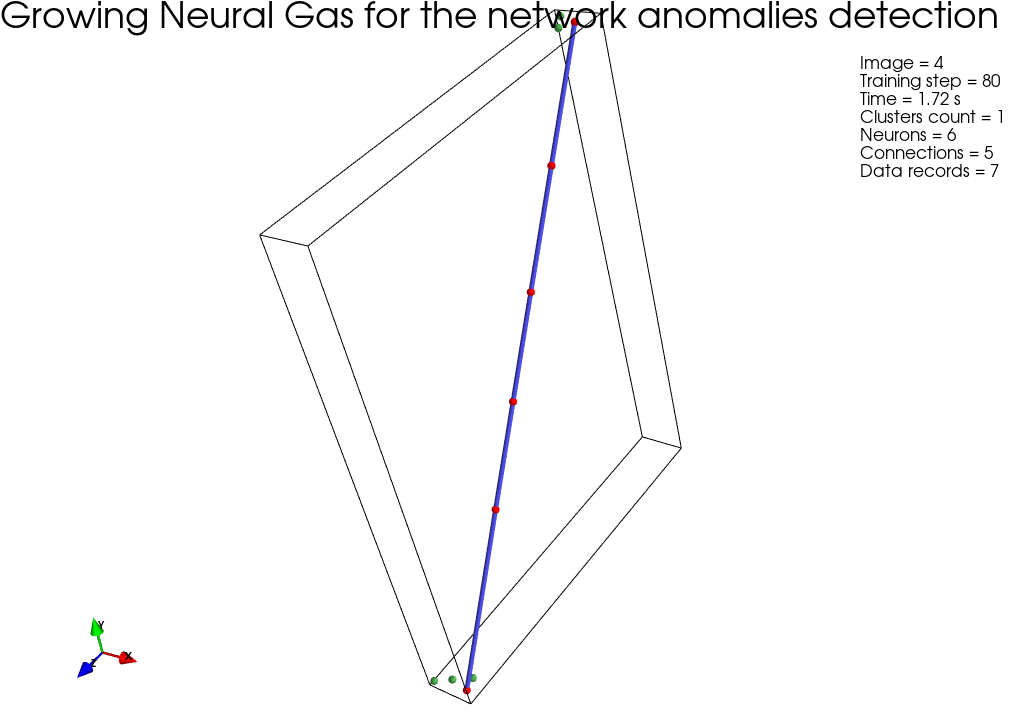 Growing Neural Gas for the network anomalies detection
Image = 4
Training step = 80
Time = 1.72 s
Clusters count = 1
Neurons = 6
Connections = 5
Data records = 7
Y
X
Z